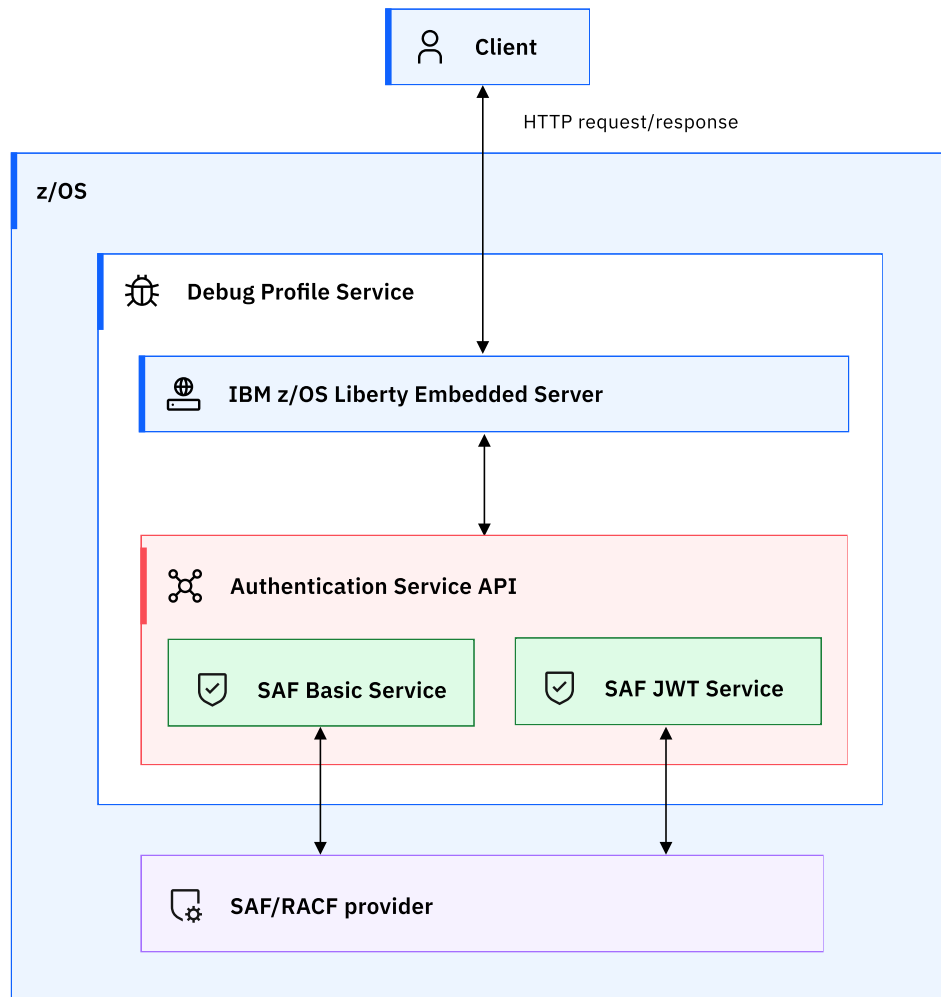 Client
HTTP request/response
z/OS
Debug Profile Service
IBM z/OS Liberty Embedded Server
Authentication Service API
SAF Basic Service
SAF JWT Service
SAF/RACF provider